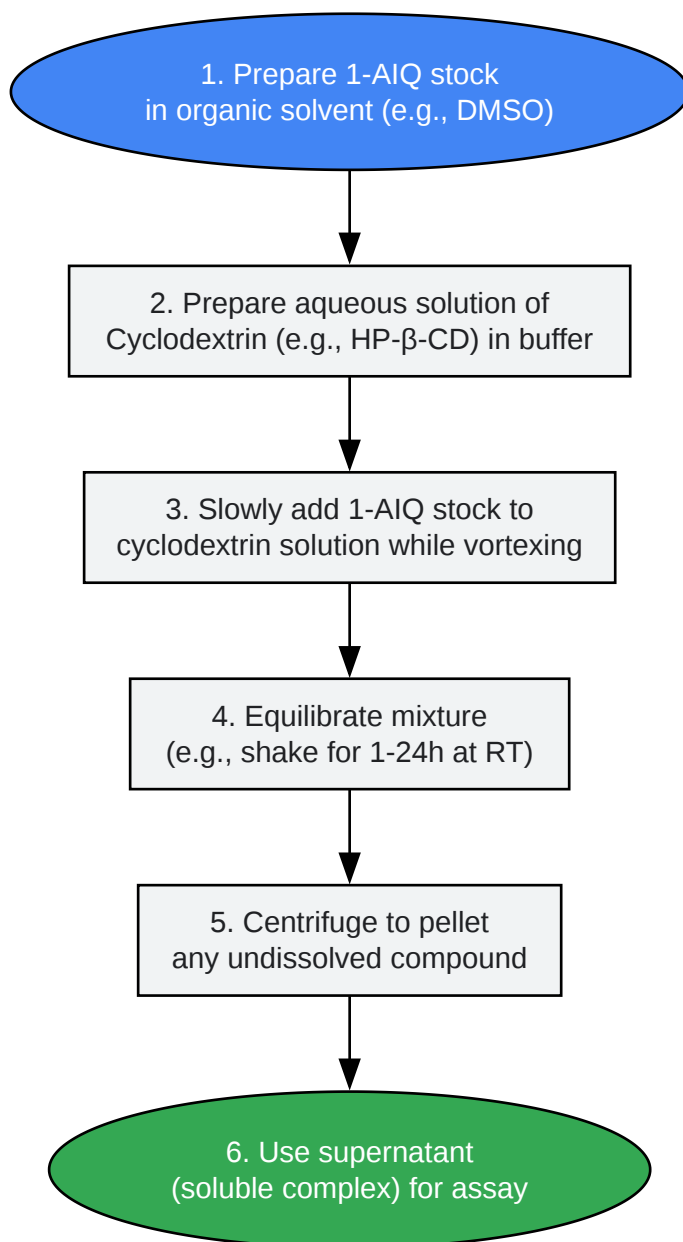 1. Prepare 1-AIQ stock
in organic solvent (e.g., DMSO)
2. Prepare aqueous solution of
Cyclodextrin (e.g., HP-β-CD) in buffer
3. Slowly add 1-AIQ stock to
cyclodextrin solution while vortexing
4. Equilibrate mixture
(e.g., shake for 1-24h at RT)
5. Centrifuge to pellet
any undissolved compound
6. Use supernatant
(soluble complex) for assay